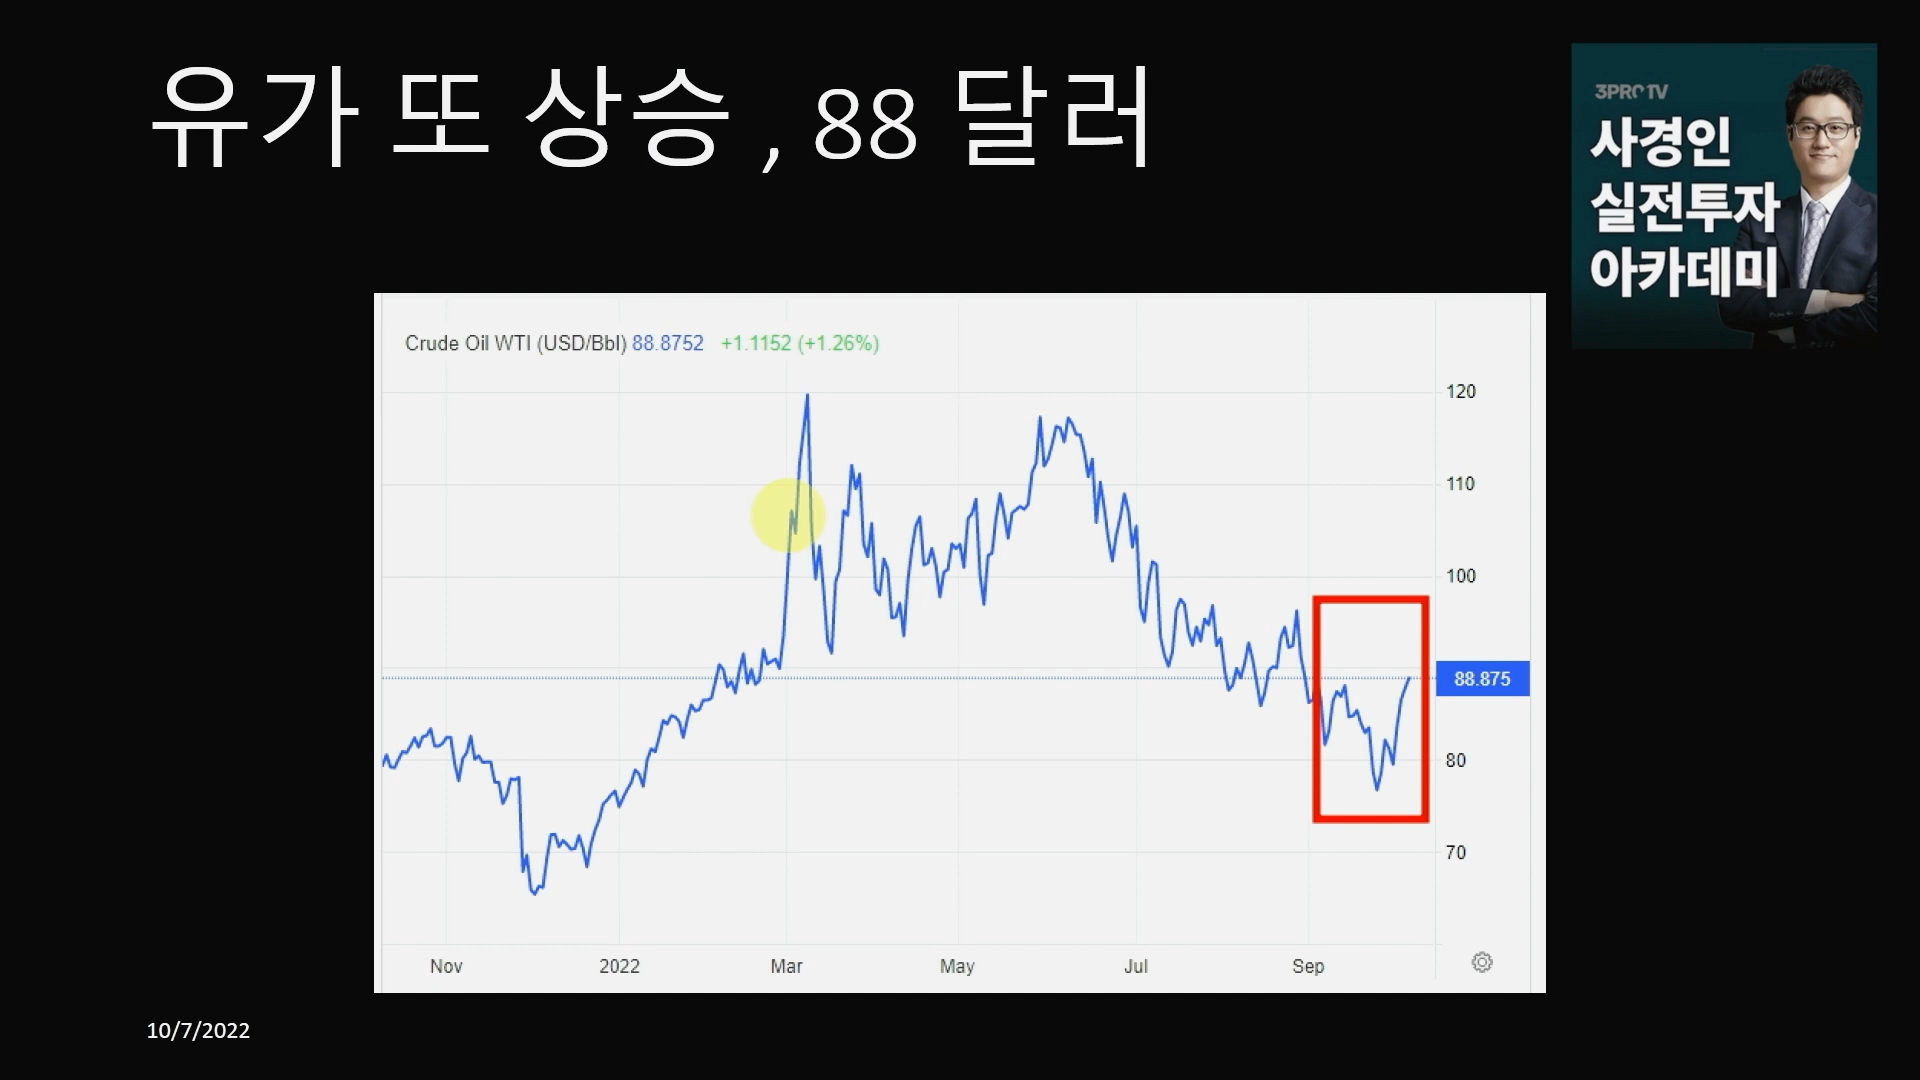 유가 또 상승 , 88 달러
3PROTV
사경인
실전투자
아카데미
Crude Oil WTI (USD/Bbl) 88.8752 +1.1152 (+1.26%)
120
110
100
88.875
80
70
Nov 2022 Mar May Jul Sep
10/7/2022